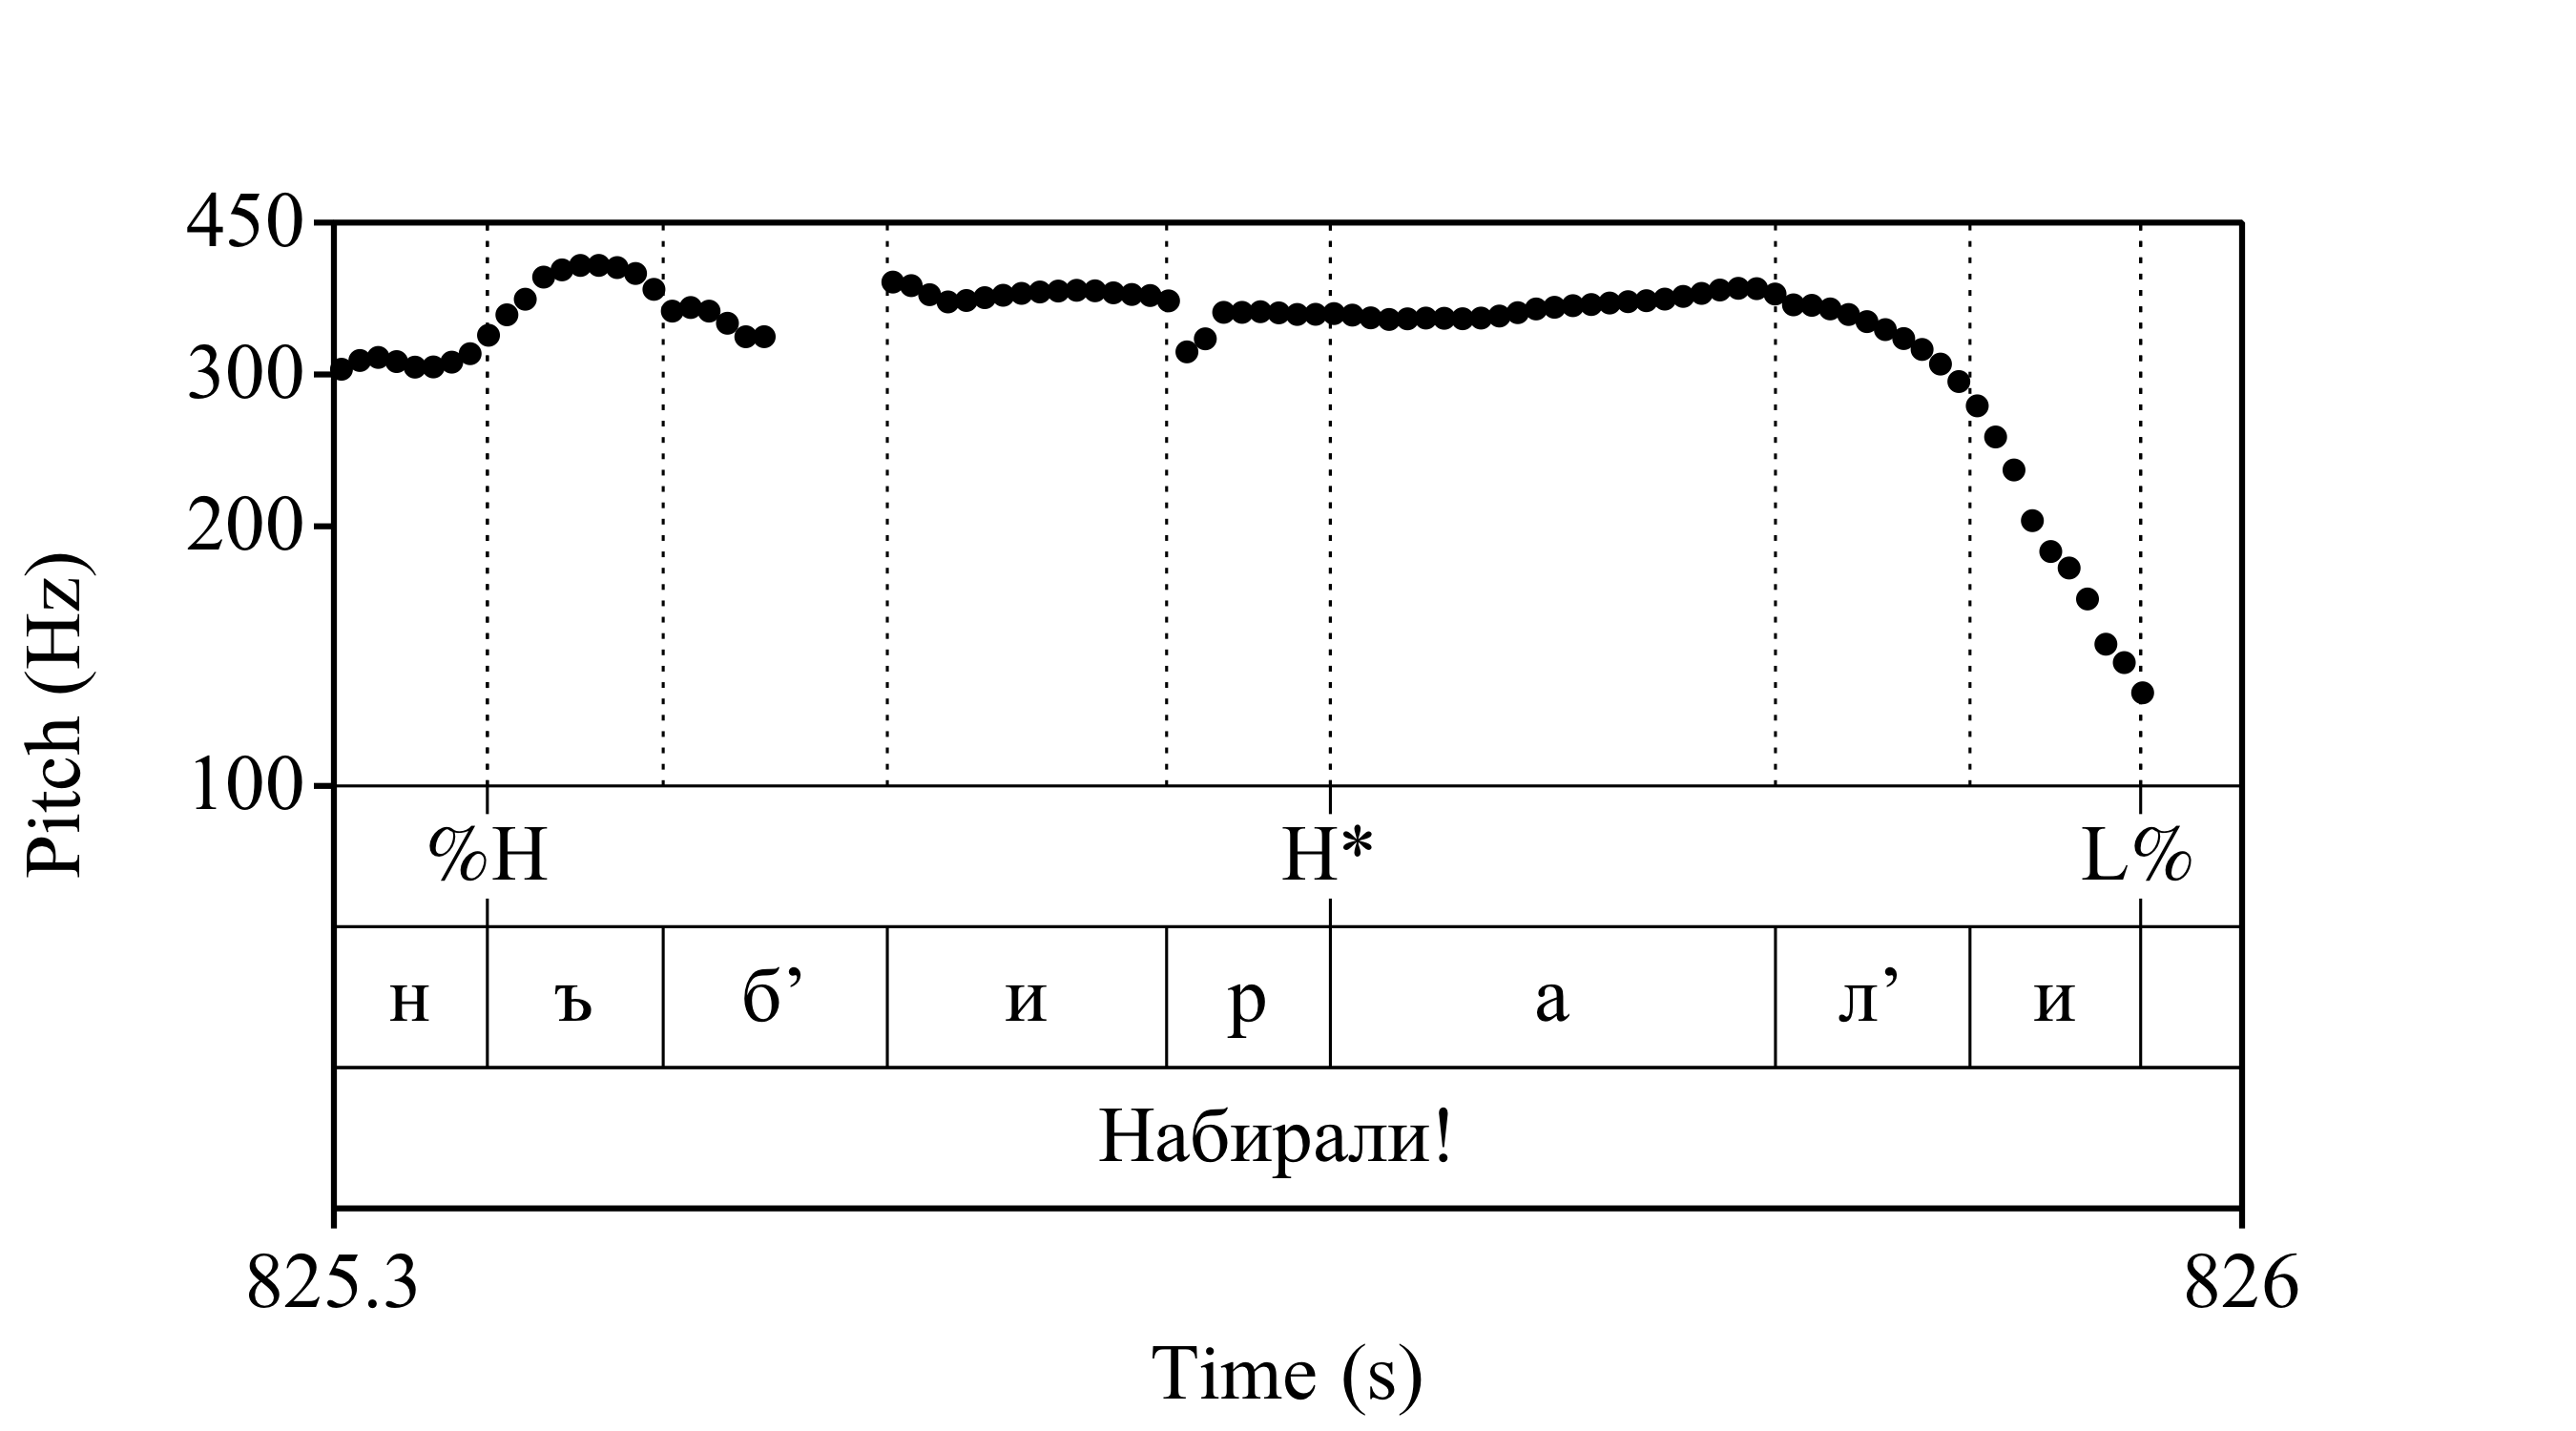 450
300
200
100
Pitch (Hz)
%H H* L%
н ъ б’ и р а л’ и
Набирали!
825.3 826
Time (s)